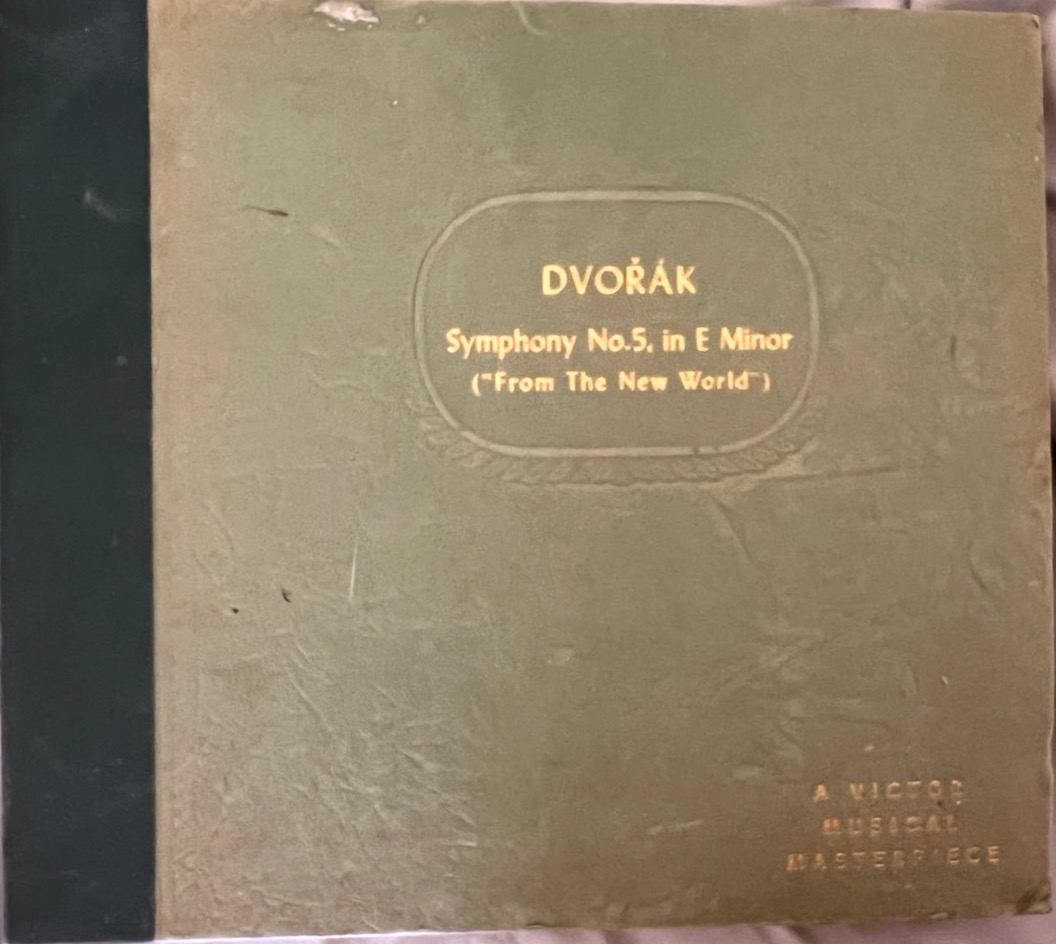 DVOŘÁK
Symphony No.5, in E Minor
("From The New World")
A VICTOR
MUSICAL
MASTERPIECE